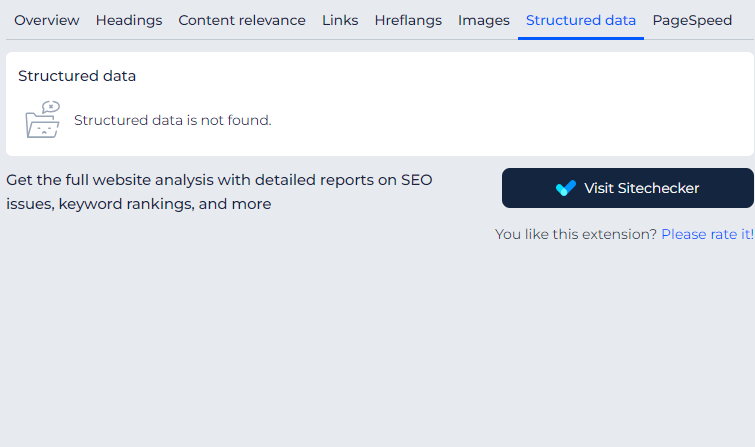 Overview Headings Content relevance Links Hreflangs Images Structured data PageSpeed
Structured data
Structured data is not found.
Get the full website analysis with detailed reports on SEO
issues, keyword rankings, and more
Visit Sitechecker
You like this extension? Please rate it!